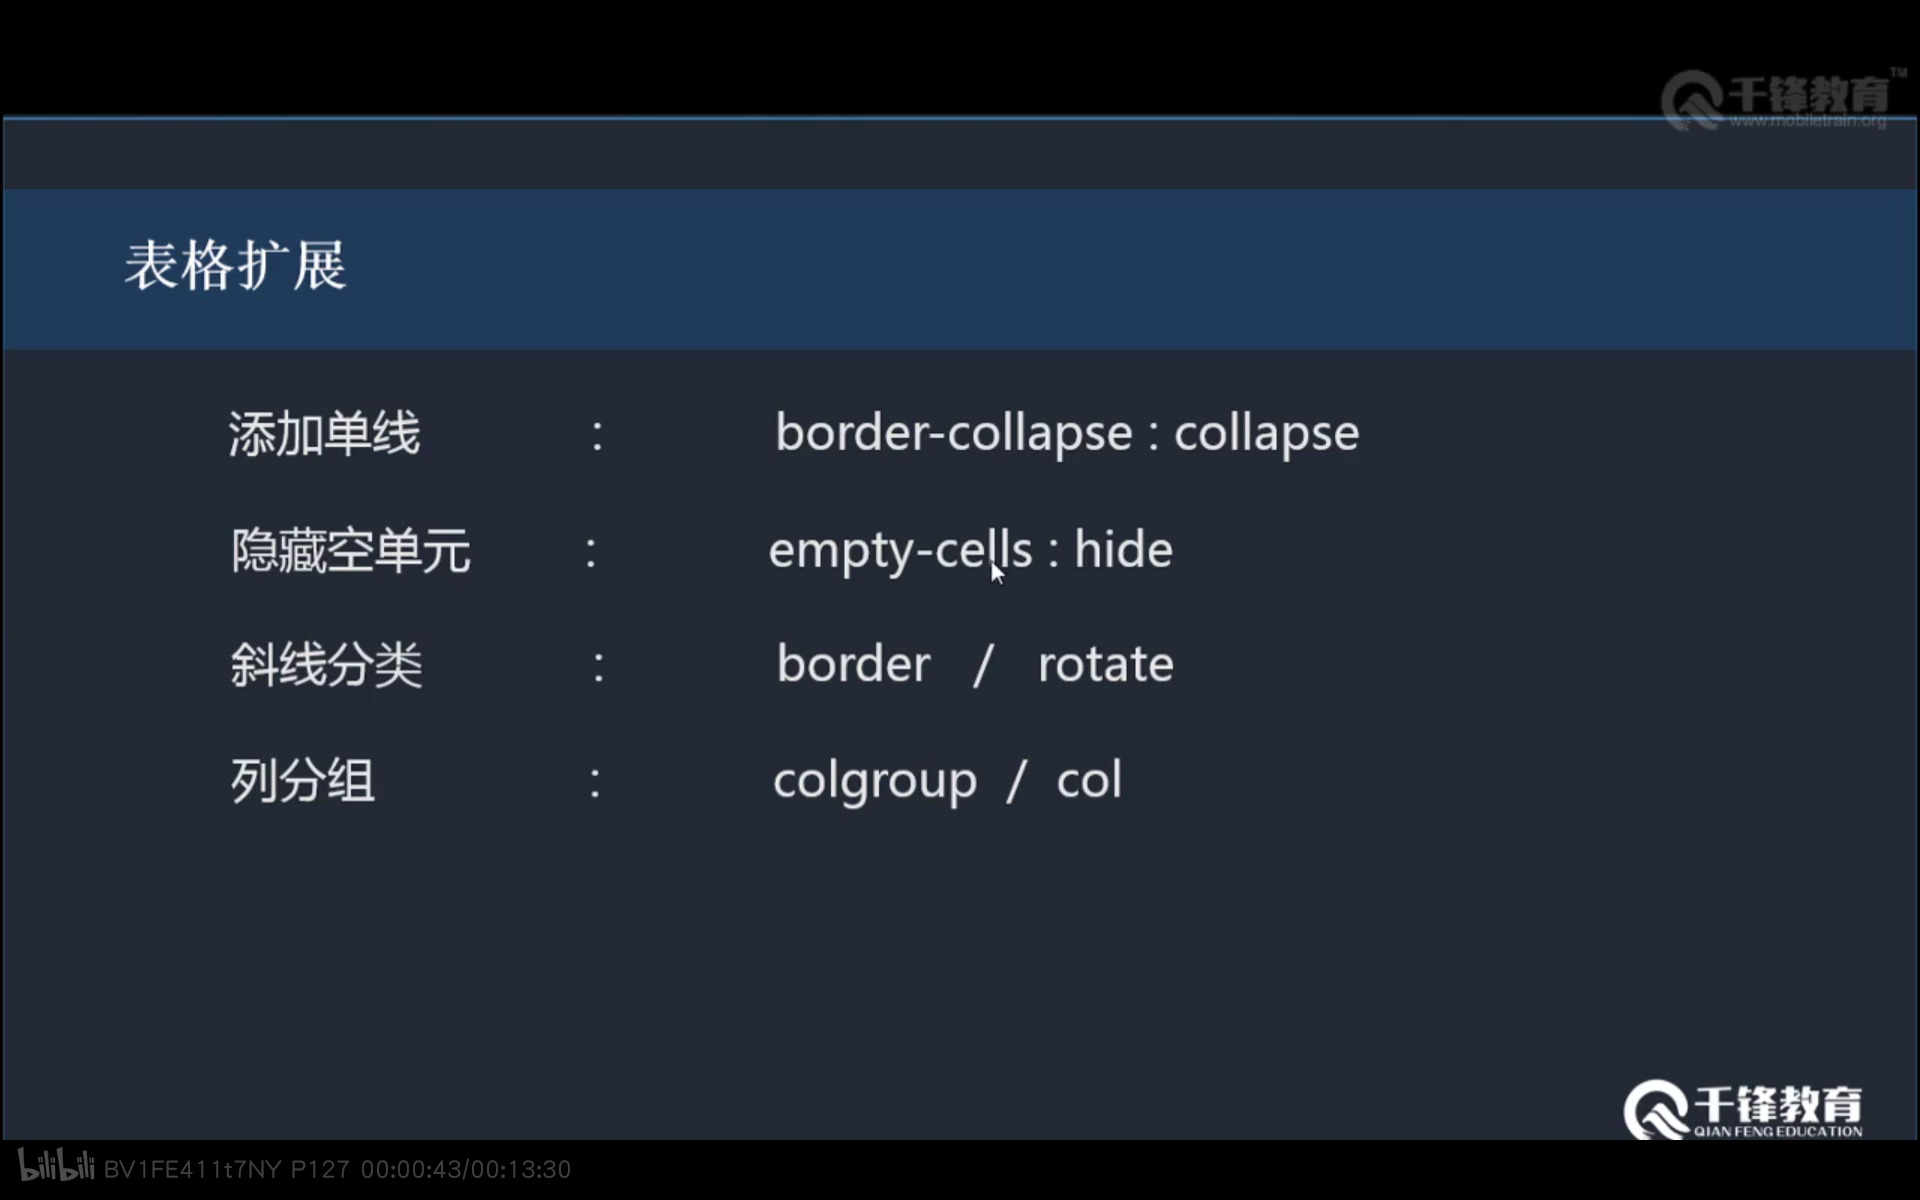 千锋教育™
www.mobiletrain.org
表格扩展
添加单线 : border-collapse : collapse
隐藏空单元 : empty-cells : hide
斜线分类 : border / rotate
列分组 : colgroup / col
千锋教育
QIAN FENG EDUCATION
bilibili BV1FE411t7NY P127 00:00:43/00:13:30